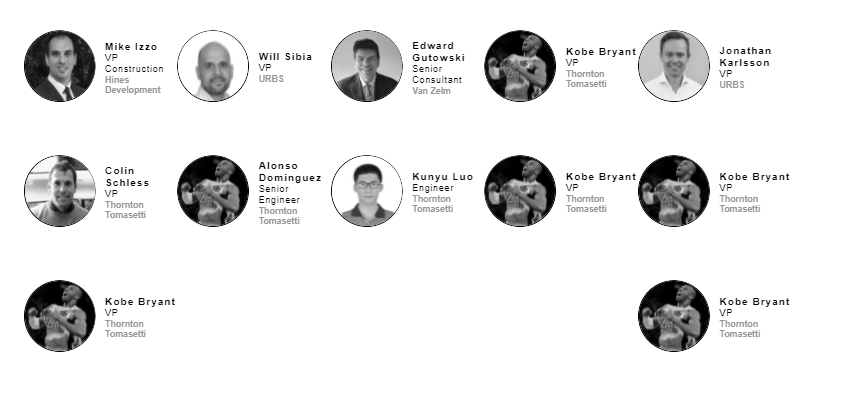 Mike Izzo
VP
Construction
Hines
Development
Will Sibia
VP
URBS
Edward
Gutowski
Senior
Consultant
Van Zelm
Kobe Bryant
VP
Thornton
Tomasetti
Jonathan
Karlsson
VP
URBS
Colin
Schless
VP
Thornton
Tomasetti
Alonso
Dominguez
Senior
Engineer
Thornton
Tomasetti
Kunyu Luo
Engineer
Thornton
Tomasetti
Kobe Bryant
VP
Thornton
Tomasetti
Kobe Bryant
VP
Thornton
Tomasetti
Kobe Bryant
VP
Thornton
Tomasetti
Kobe Bryant
VP
Thornton
Tomasetti